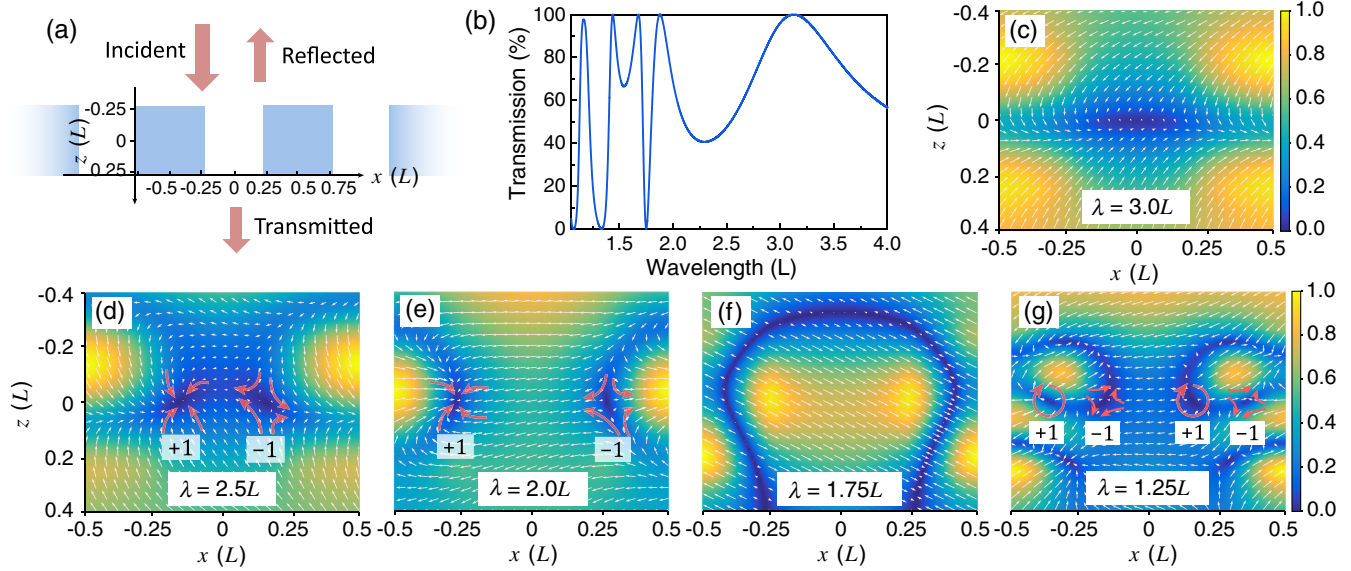 (a)
Incident
Reflected
-0.25
0
0.25
z (L)
-0.5 -0.25 0 0.25 0.75
x (L)
Transmitted
(b)
100
80
60
40
20
0
Transmission (%)
1.5 2.0 2.5 3.0 3.5 4.0
Wavelength (L)
(c)
-0.4
-0.2
0
0.2
0.4
z (L)
λ = 3.0L
-0.5 -0.25 0 0.25 0.5
x (L)
1.0
0.8
0.6
0.4
0.2
0.0
(d)
-0.4
-0.2
0
0.2
0.4
z (L)
+1 −1
λ = 2.5L
-0.5 -0.25 0 0.25 0.5
x (L)
(e)
+1 −1
λ = 2.0L
-0.5 -0.25 0 0.25 0.5
x (L)
(f)
λ = 1.75L
-0.5 -0.25 0 0.25 0.5
x (L)
(g)
+1 −1 +1 −1
λ = 1.25L
-0.5 -0.25 0 0.25 0.5
x (L)
1.0
0.8
0.6
0.4
0.2
0.0